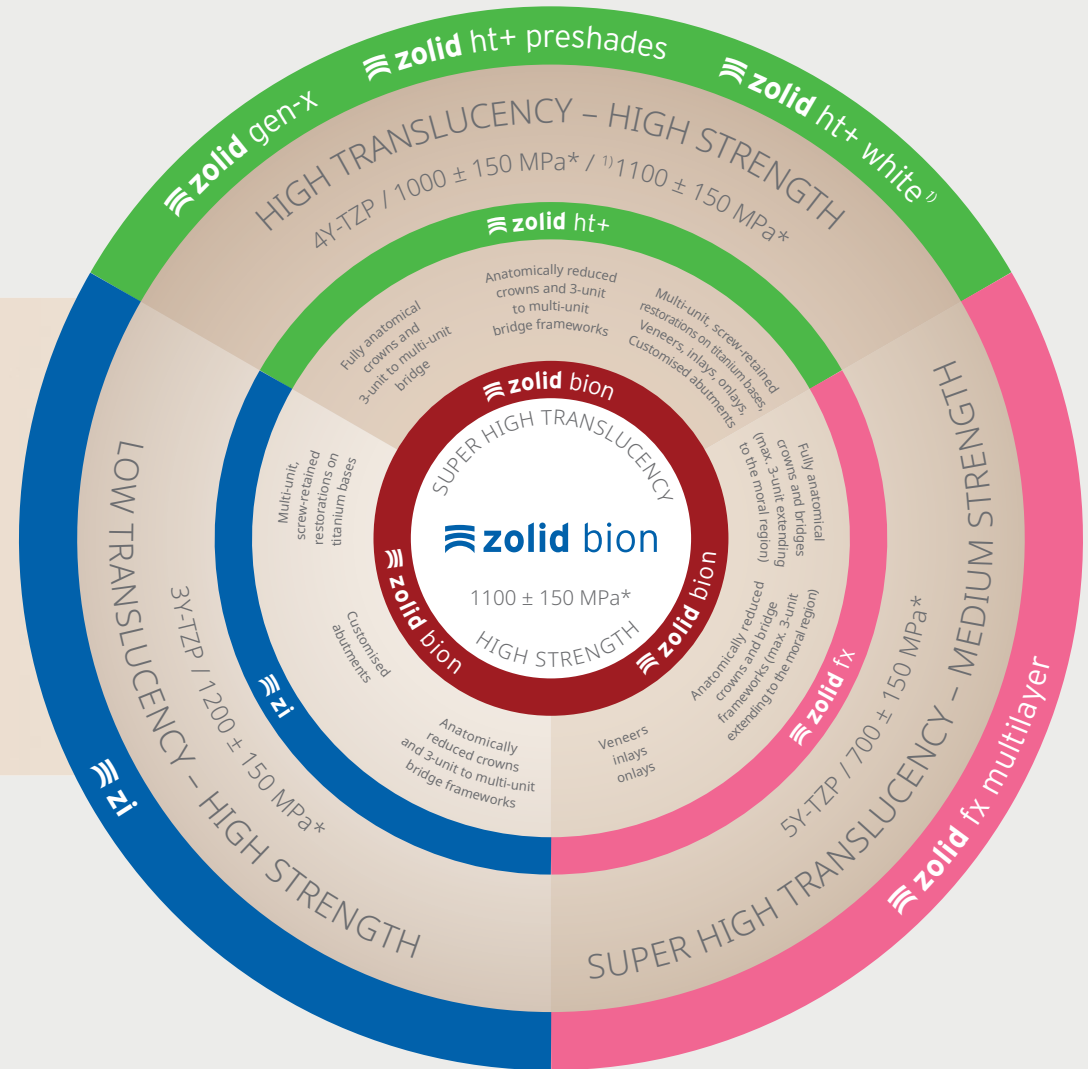 zolid gen-x
zolid ht+ preshades
zolid ht+ white 1)
HIGH TRANSLUCENCY – HIGH STRENGTH
4Y-TZP / 1000 ± 150 MPa* / 1)1100 ± 150 MPa*
zolid ht+
Fully anatomical
crowns and
3-unit to multi-unit
bridge
Anatomically reduced
crowns and 3-unit
to multi-unit
bridge frameworks
Multi-unit, screw-retained
restorations on titanium bases,
Veneers, inlays, onlays,
Customised abutments
zolid bion
SUPER HIGH TRANSLUCENCY
zolid bion
1100 ± 150 MPa*
HIGH STRENGTH
zolid bion
zolid bion
Fully anatomical
crowns and bridges
(max. 3-unit extending
to the moral region)
Anatomically reduced
crowns and bridge
frameworks (max. 3-unit
extending to the moral region)
Veneers
inlays
onlays
zolid fx
5Y-TZP / 700 ± 150 MPa*
SUPER HIGH TRANSLUCENCY – MEDIUM STRENGTH
zolid fx multilayer
Multi-unit,
screw-retained
restorations on
titanium bases
Customised
abutments
Anatomically
reduced crowns
and 3-unit to multi-unit
bridge frameworks
zi
3Y-TZP / 1200 ± 150 MPa*
LOW TRANSLUCENCY – HIGH STRENGTH
zi